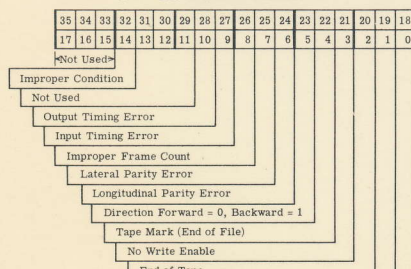 35 34 33 32 31 30 29 28 27 26 25 24 23 22 21 20 19 18
17 16 15 14 13 12 11 10 9 8 7 6 5 4 3 2 1 0
Not Used
Improper Condition
Not Used
Output Timing Error
Input Timing Error
Improper Frame Count
Lateral Parity Error
Longitudinal Parity Error
Direction Forward = 0, Backward = 1
Tape Mark (End of File)
No Write Enable
End of Tape